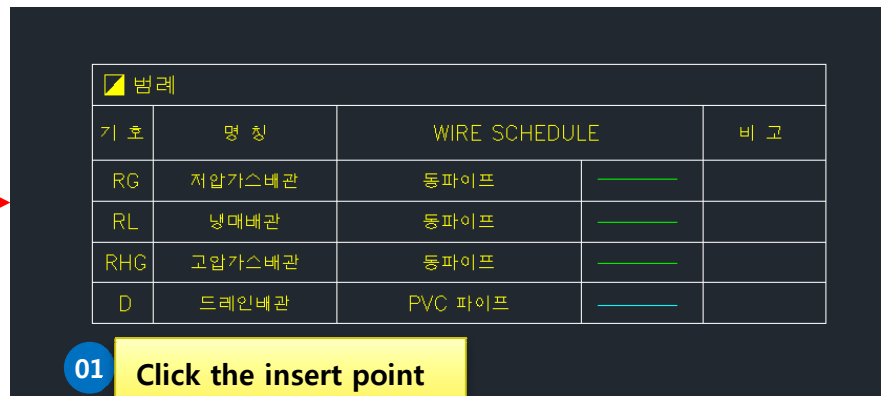 범례
기 호 명 칭 WIRE SCHEDULE 비 고
RG 저압가스배관 동파이프
RL 냉매배관 동파이프
RHG 고압가스배관 동파이프
D 드레인배관 PVC 파이프
01 Click the insert point